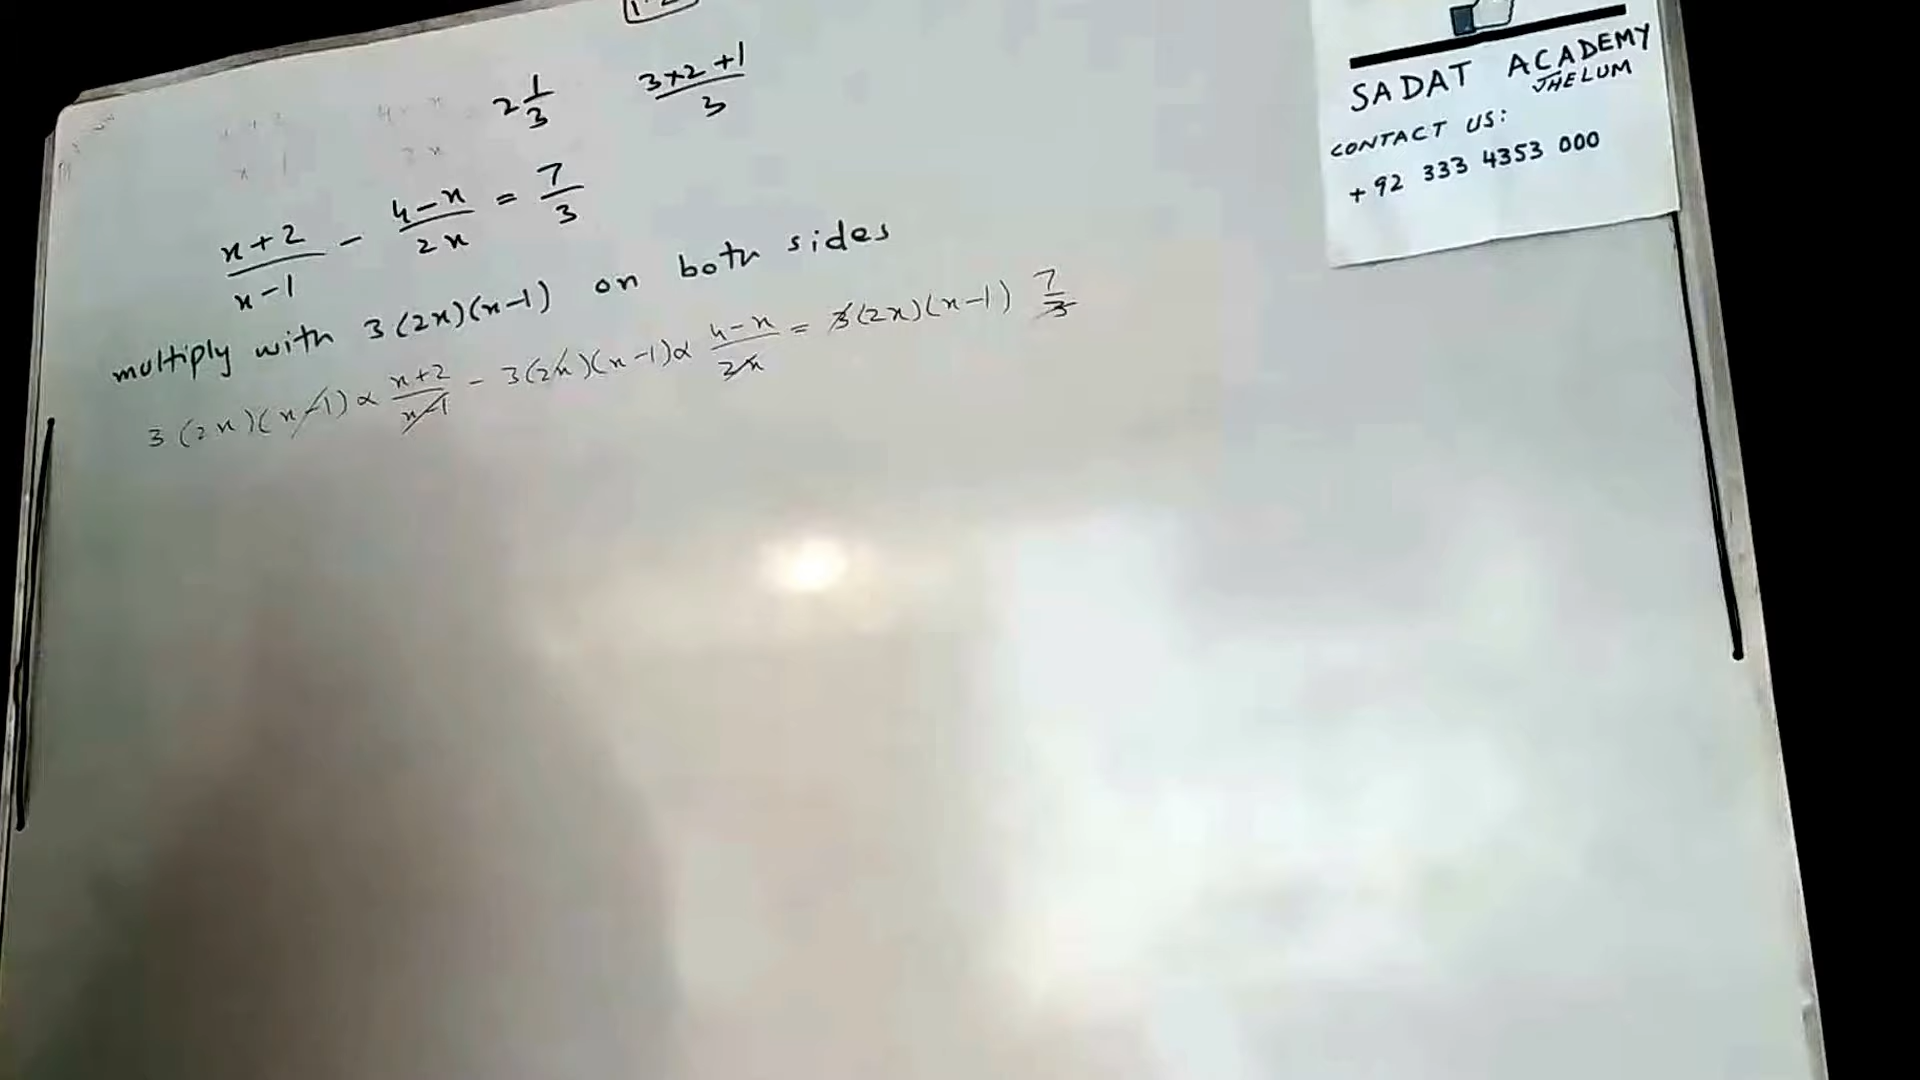 2 1/3    3×2+1/3
x+2/x-1 - 4-x/2x = 7/3
multiply with 3(2x)(x-1) on both sides
3(2x)(x-1)× x+2/x-1 - 3(2x)(x-1)× 4-x/2x = 3(2x)(x-1) 7/3
SADAT ACADEMY
JHELUM
CONTACT US:
+92 333 4353 000